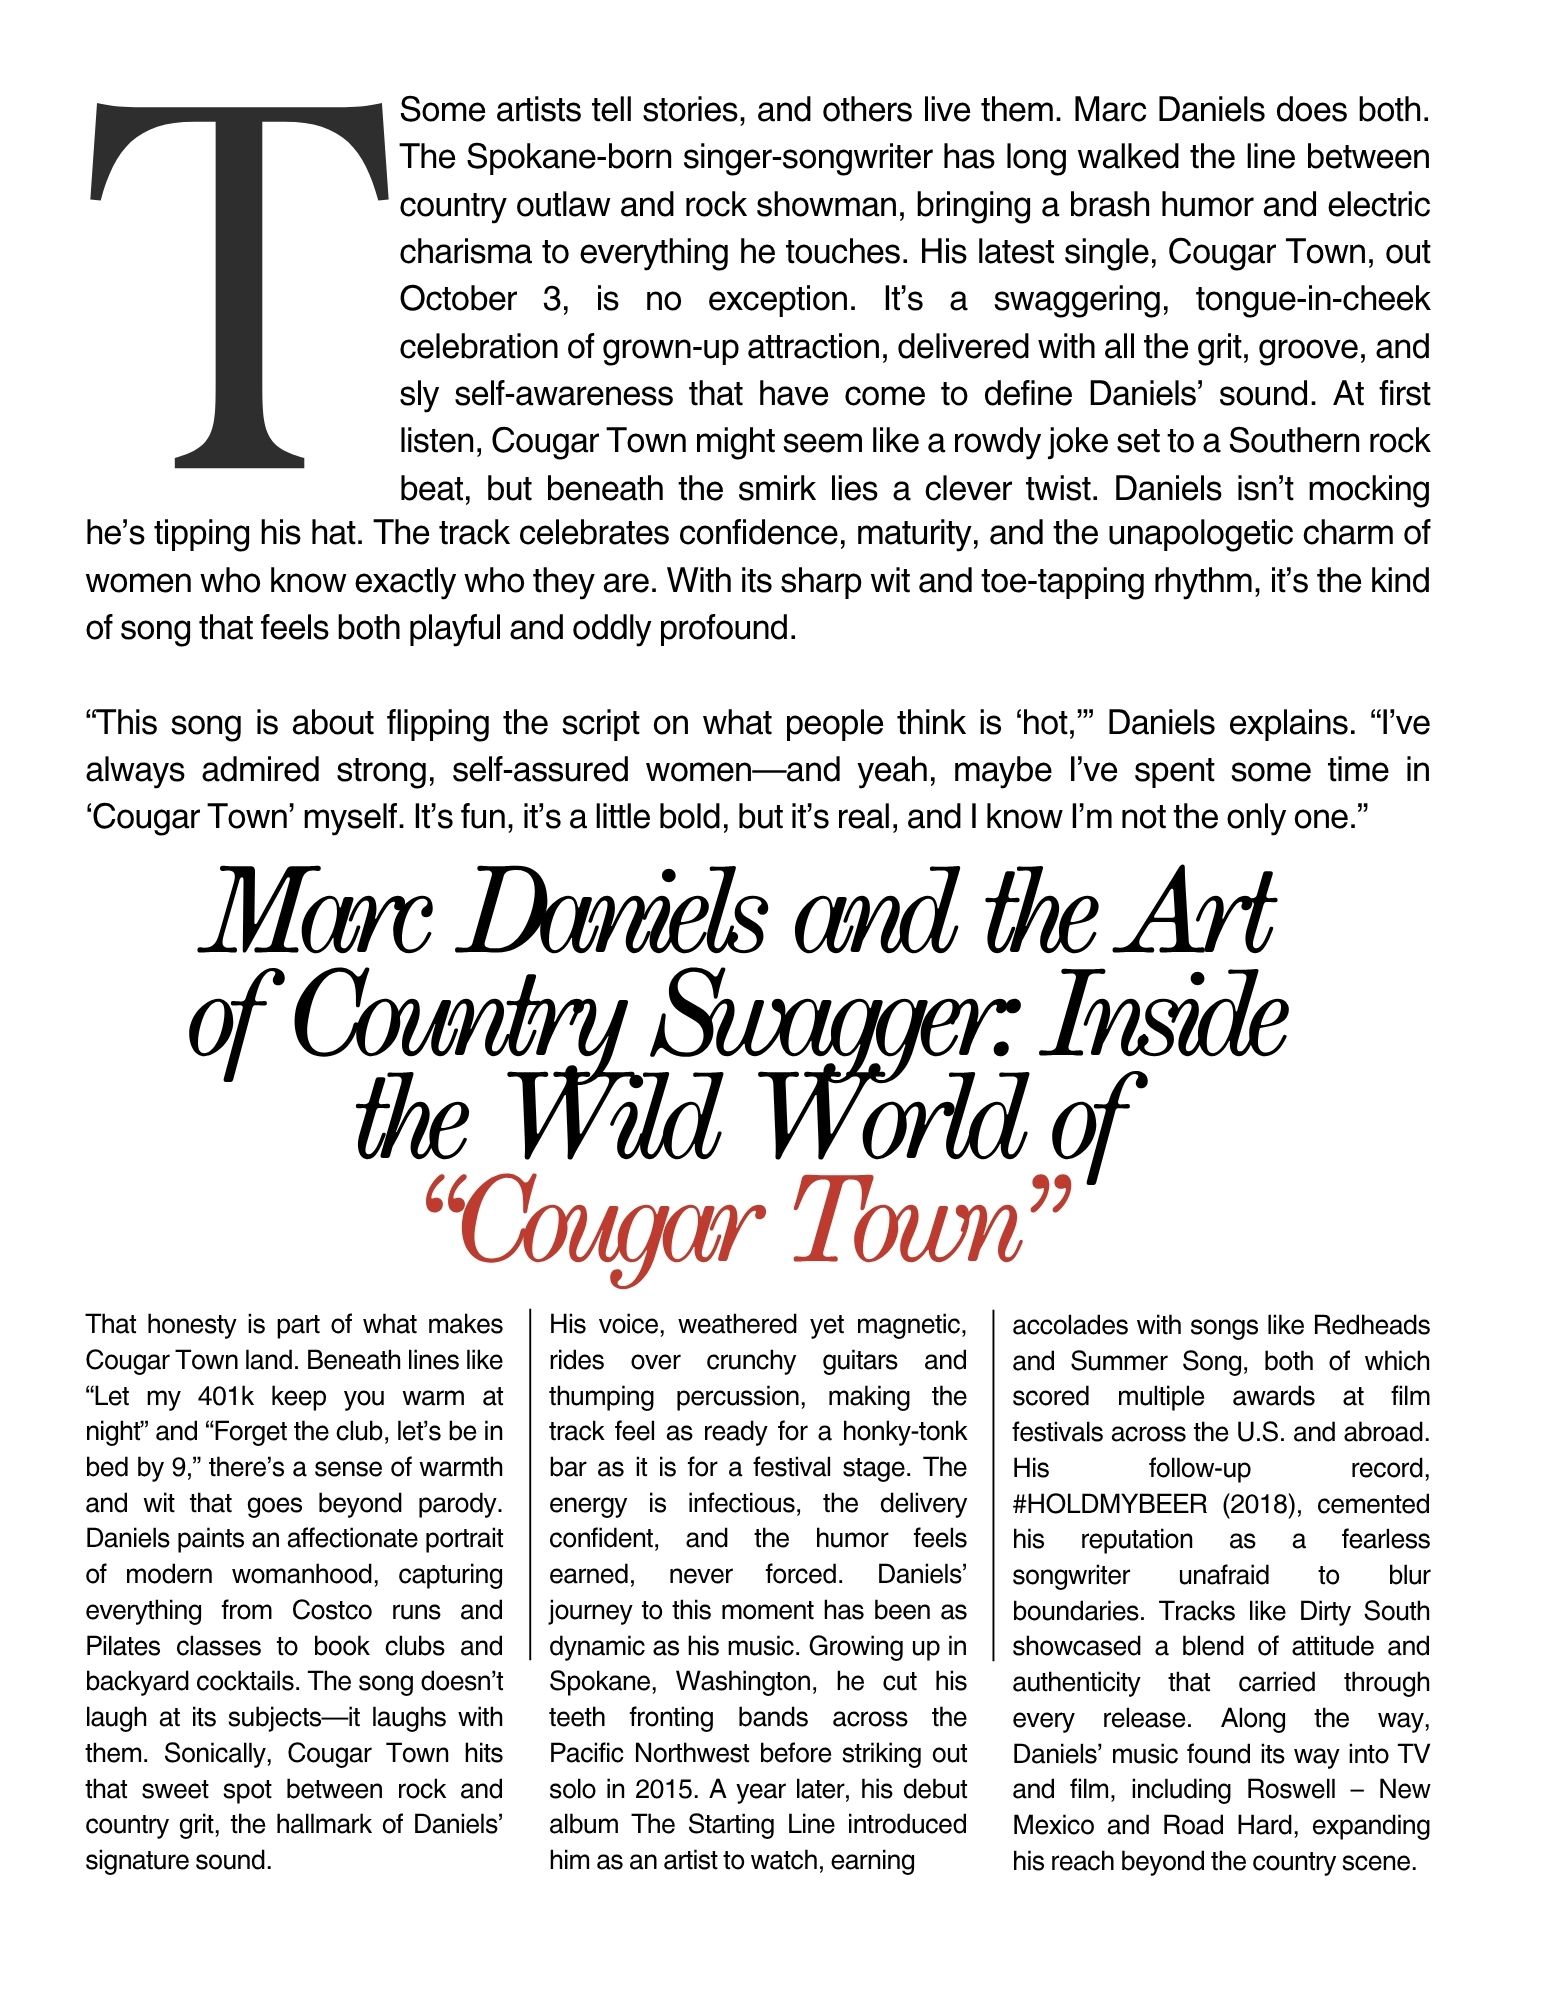 T
Some artists tell stories, and others live them. Marc Daniels does both.
The Spokane-born singer-songwriter has long walked the line between
country outlaw and rock showman, bringing a brash humor and electric
charisma to everything he touches. His latest single, Cougar Town, out
October 3, is no exception. It’s a swaggering, tongue-in-cheek
celebration of grown-up attraction, delivered with all the grit, groove, and
sly self-awareness that have come to define Daniels’ sound. At first
listen, Cougar Town might seem like a rowdy joke set to a Southern rock
beat, but beneath the smirk lies a clever twist. Daniels isn’t mocking
he’s tipping his hat. The track celebrates confidence, maturity, and the unapologetic charm of
women who know exactly who they are. With its sharp wit and toe-tapping rhythm, it’s the kind
of song that feels both playful and oddly profound.
“This song is about flipping the script on what people think is ‘hot,’” Daniels explains. “I’ve
always admired strong, self-assured women—and yeah, maybe I’ve spent some time in
‘Cougar Town’ myself. It’s fun, it’s a little bold, but it’s real, and I know I’m not the only one.”
Marc Daniels and the Art
of Country Swagger: Inside
the Wild World of
“Cougar Town”
That honesty is part of what makes
Cougar Town land. Beneath lines like
“Let my 401k keep you warm at
night” and “Forget the club, let’s be in
bed by 9,” there’s a sense of warmth
and wit that goes beyond parody.
Daniels paints an affectionate portrait
of modern womanhood, capturing
everything from Costco runs and
Pilates classes to book clubs and
backyard cocktails. The song doesn’t
laugh at its subjects—it laughs with
them. Sonically, Cougar Town hits
that sweet spot between rock and
country grit, the hallmark of Daniels’
signature sound.
His voice, weathered yet magnetic,
rides over crunchy guitars and
thumping percussion, making the
track feel as ready for a honky-tonk
bar as it is for a festival stage. The
energy is infectious, the delivery
confident, and the humor feels
earned, never forced. Daniels’
journey to this moment has been as
dynamic as his music. Growing up in
Spokane, Washington, he cut his
teeth fronting bands across the
Pacific Northwest before striking out
solo in 2015. A year later, his debut
album The Starting Line introduced
him as an artist to watch, earning
accolades with songs like Redheads
and Summer Song, both of which
scored multiple awards at film
festivals across the U.S. and abroad.
His follow-up record,
#HOLDMYBEER (2018), cemented
his reputation as a fearless
songwriter unafraid to blur
boundaries. Tracks like Dirty South
showcased a blend of attitude and
authenticity that carried through
every release. Along the way,
Daniels’ music found its way into TV
and film, including Roswell – New
Mexico and Road Hard, expanding
his reach beyond the country scene.